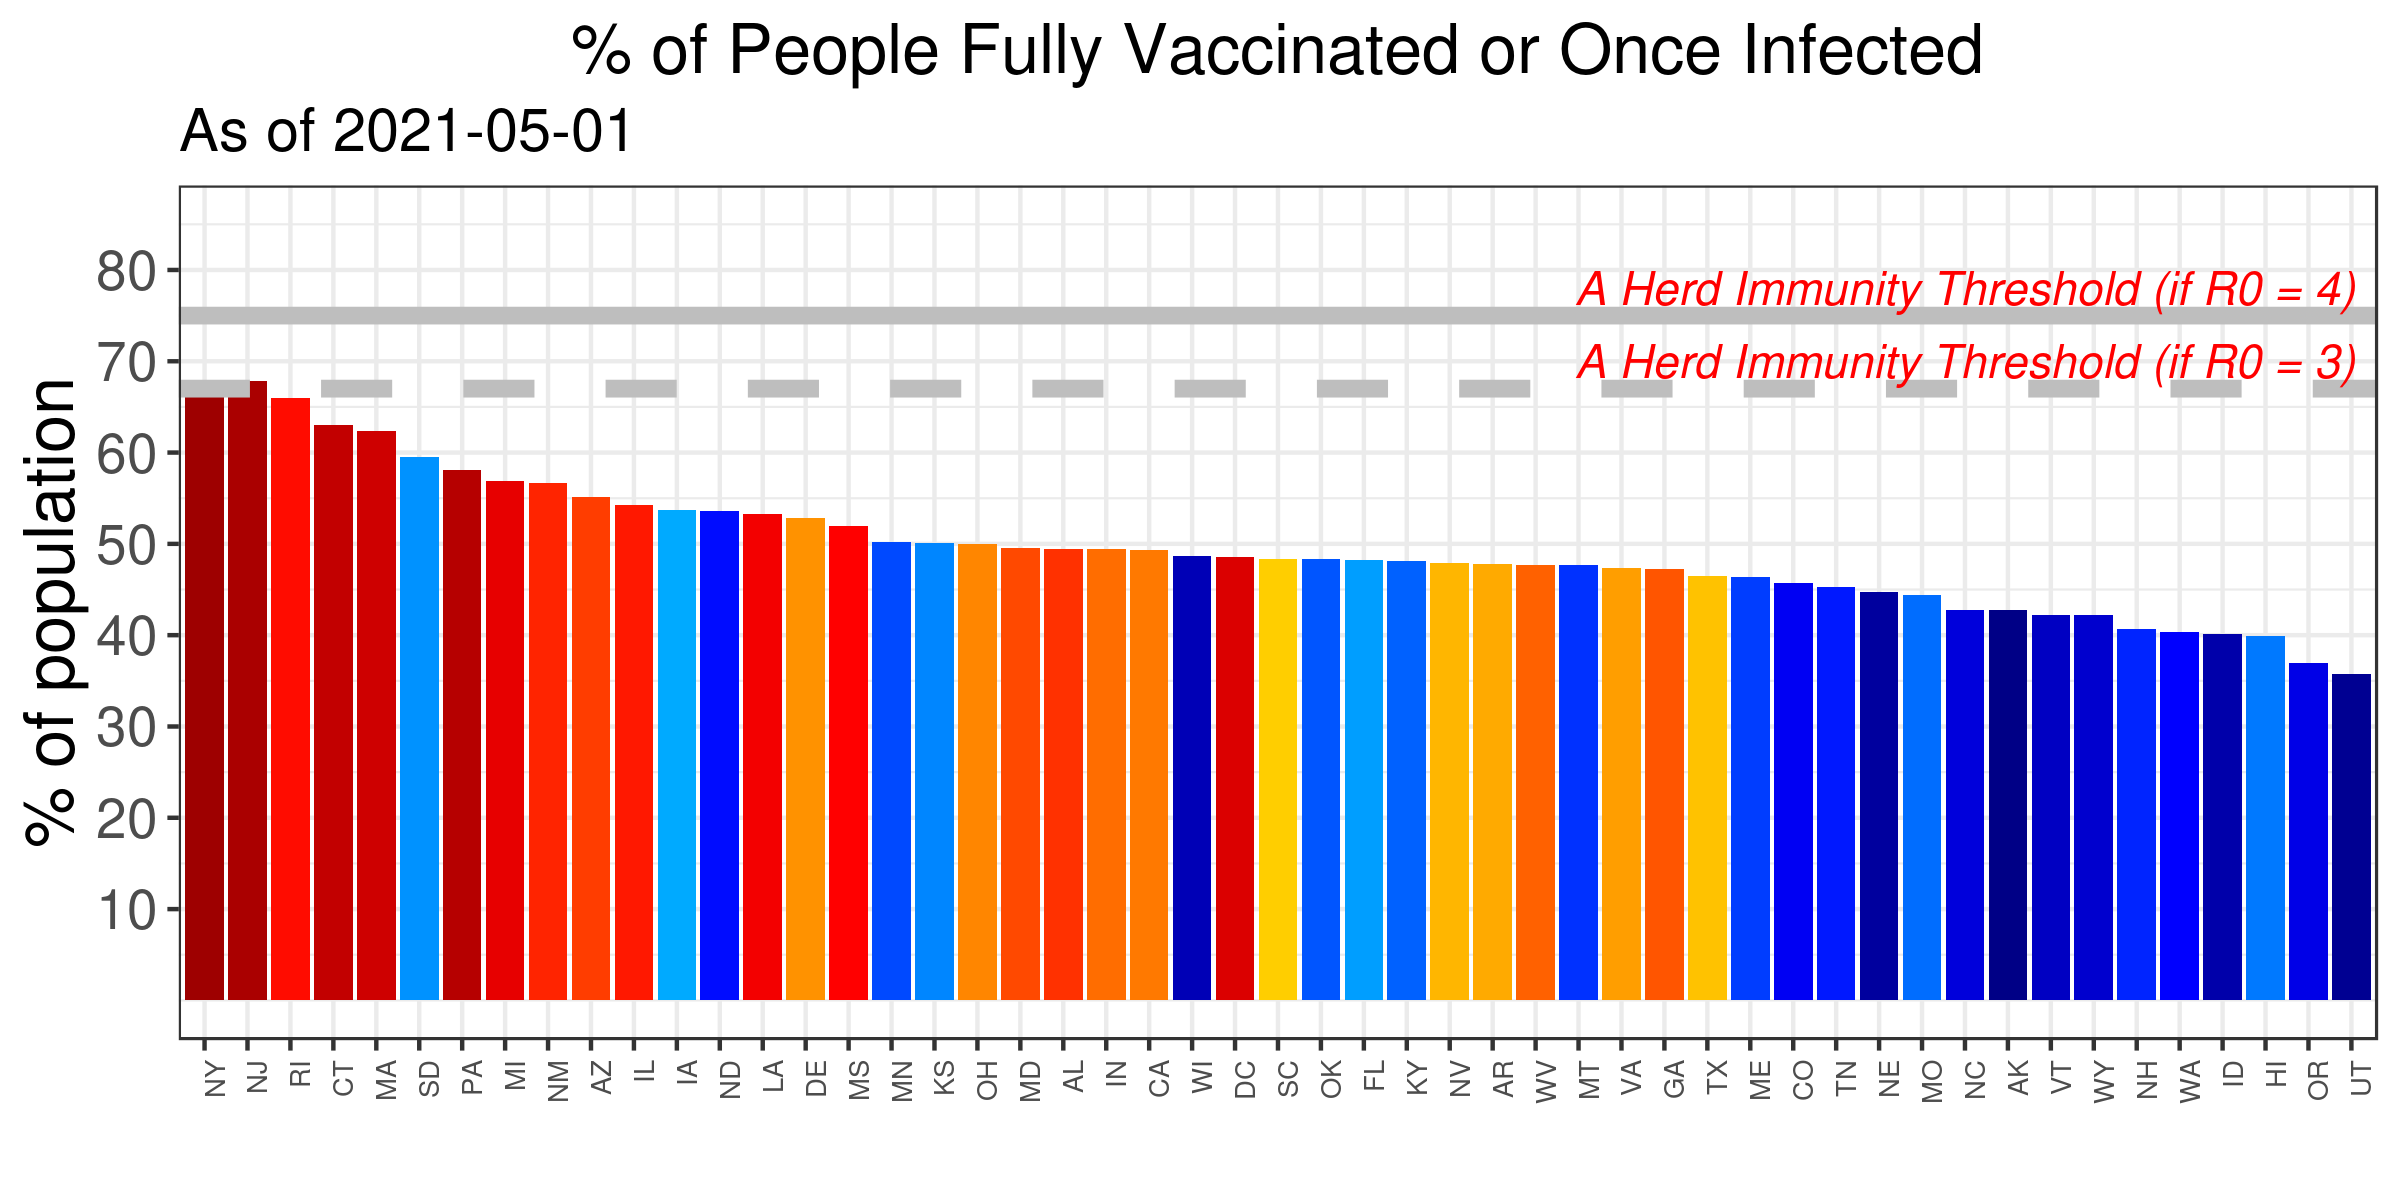 % of People Fully Vaccinated or Once Infected
As of 2021-05-01
% of population
80
70
60
50
40
30
20
10
A Herd Immunity Threshold (if R0 = 4)
A Herd Immunity Threshold (if R0 = 3)
NY NJ RI CT MA SD PA MI NM AZ IL IA ND LA DE MS MN KS OH MD AL IN CA WI DC SC OK FL KY NV AR WV MT VA GA TX ME CO TN NE MO NC AK VT WY NH WA ID HI OR UT